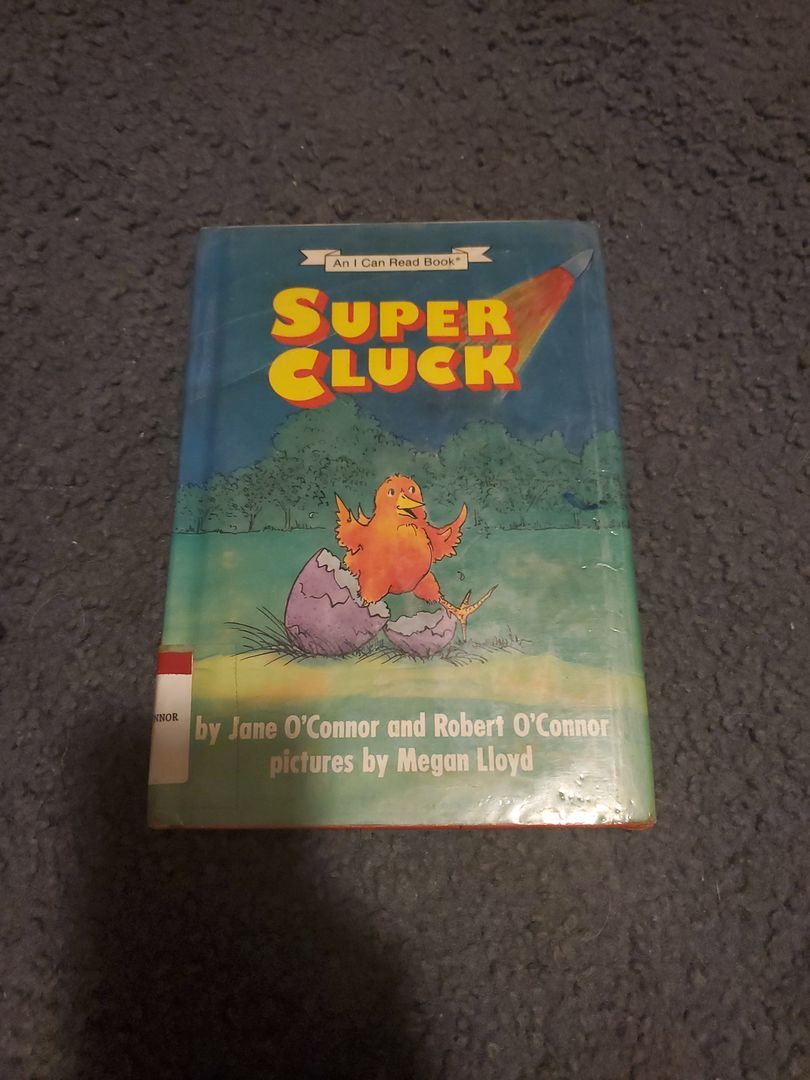 An I Can Read Book®
SUPER
CLUCK
NNOR
by Jane O'Connor and Robert O'Connor
pictures by Megan Lloyd